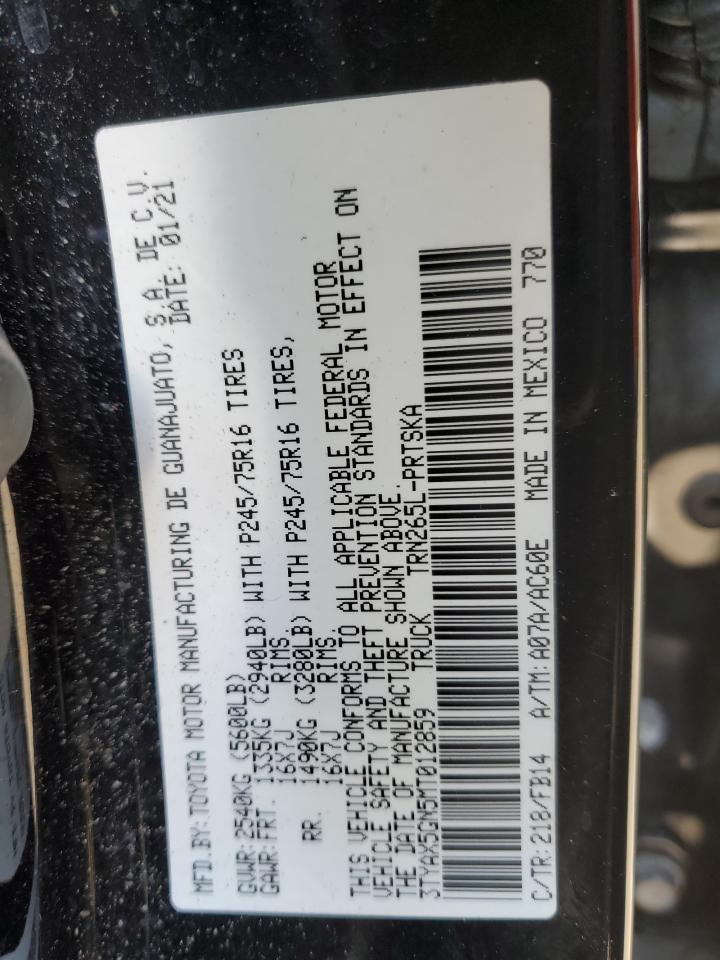 MFD.BY:TOYOTA MOTOR MANUFACTURING DE GUANAJUATO, S.A. DE C.V.
DATE: 01/21
GVWR:2540KG (5600LB)
GAWR:FRT. 1335KG (2940LB) WITH P245/75R16 TIRES
16X7J RIMS.
RR. 1490KG (3280LB) WITH P245/75R16 TIRES,
16X7J RIMS.
THIS VEHICLE CONFORMS TO ALL APPLICABLE FEDERAL MOTOR
VEHICLE SAFETY AND THEFT PREVENTION STANDARDS IN EFFECT ON
THE DATE OF MANUFACTURE SHOWN ABOVE.
3TYAX5GN5MT012859 TRUCK TRN265L-PRTSKA
C/TR:218/FB14 A/TM:A07A/AC60E MADE IN MEXICO 770